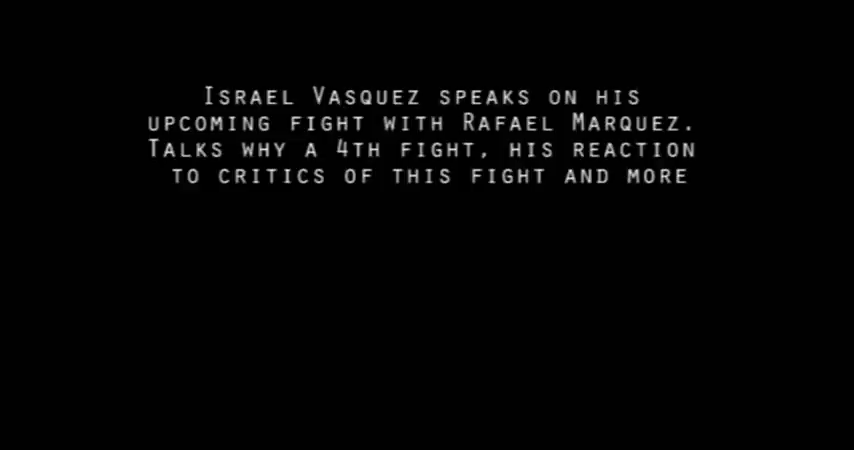 Israel Vasquez speaks on his
upcoming fight with Rafael Marquez.
Talks why a 4th fight, his reaction
to critics of this fight and more